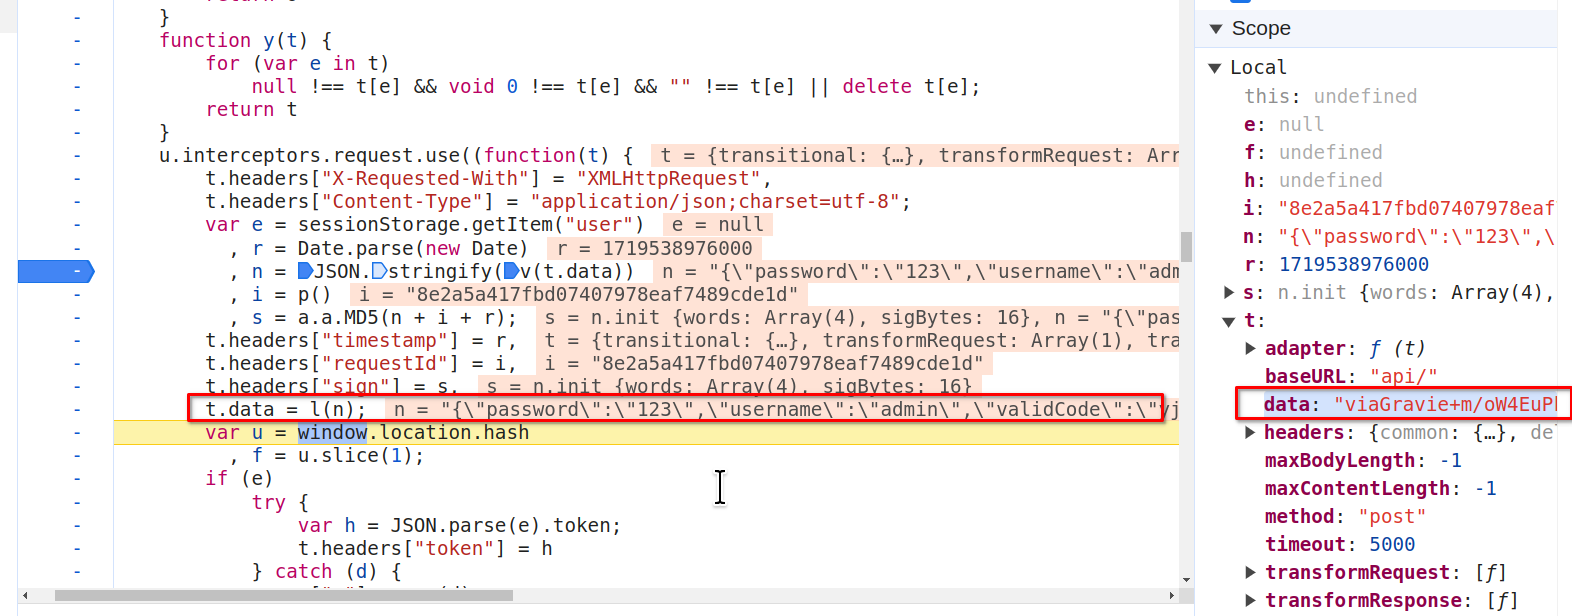 }
function y(t) {
for (var e in t)
null !== t[e] && void 0 !== t[e] && "" !== t[e] || delete t[e];
return t
}
u.interceptors.request.use((function(t) { t = {transitional: {…}, transformRequest: Arr
t.headers["X-Requested-With"] = "XMLHttpRequest",
t.headers["Content-Type"] = "application/json;charset=utf-8";
var e = sessionStorage.getItem("user") e = null
, r = Date.parse(new Date) r = 1719538976000
, n = JSON.stringify(v(t.data)) n = "{\"password\":\"123\",\"username\":\"adm
, i = p() i = "8e2a5a417fbd07407978eaf7489cde1d"
, s = a.a.MD5(n + i + r); s = n.init {words: Array(4), sigBytes: 16}, n = "{\"pas
t.headers["timestamp"] = r, t = {transitional: {…}, transformRequest: Array(1), tra
t.headers["requestId"] = i, i = "8e2a5a417fbd07407978eaf7489cde1d"
t.headers["sign"] = s, s = n.init {words: Array(4), sigBytes: 16}
t.data = l(n); n = "{\"password\":\"123\",\"username\":\"admin\",\"validCode\":\"yj
var u = window.location.hash
, f = u.slice(1);
if (e)
try {
var h = JSON.parse(e).token;
t.headers["token"] = h
} catch (d) {
Scope
Local
this: undefined
e: null
f: undefined
h: undefined
i: "8e2a5a417fbd07407978eaf
n: "{\"password\":\"123\",\
r: 1719538976000
s: n.init {words: Array(4),
t:
adapter: ƒ (t)
baseURL: "api/"
data: "viaGravie+m/oW4EuP
headers: {common: {…}, de
maxBodyLength: -1
maxContentLength: -1
method: "post"
timeout: 5000
transformRequest: [ƒ]
transformResponse: [ƒ]